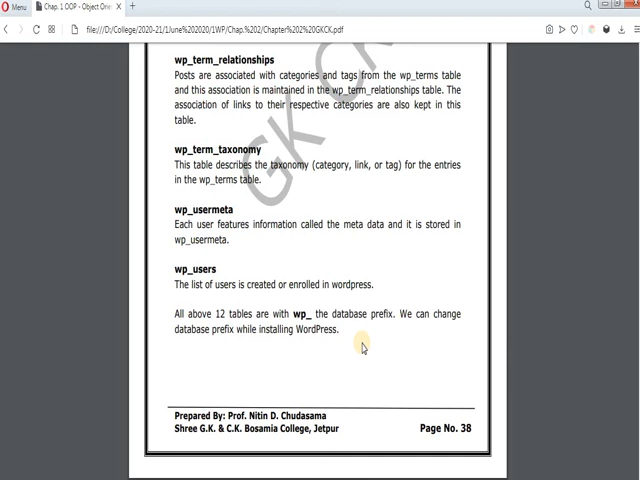 Menu
Chap. 1 OOP - Object Orien
file:///D:/College/2020-21/1June%202020/1WP/Chap.%202/Chapter%202%20GKCK.pdf
wp_term_relationships
Posts are associated with categories and tags from the wp_terms table
and this association is maintained in the wp_term_relationships table. The
association of links to their respective categories are also kept in this
table.
wp_term_taxonomy
This table describes the taxonomy (category, link, or tag) for the entries
in the wp_terms table.
wp_usermeta
Each user features information called the meta data and it is stored in
wp_usermeta.
wp_users
The list of users is created or enrolled in wordpress.
All above 12 tables are with wp_ the database prefix. We can change
database prefix while installing WordPress.
GK CK
Prepared By: Prof. Nitin D. Chudasama
Shree G.K. & C.K. Bosamia College, Jetpur
Page No. 38